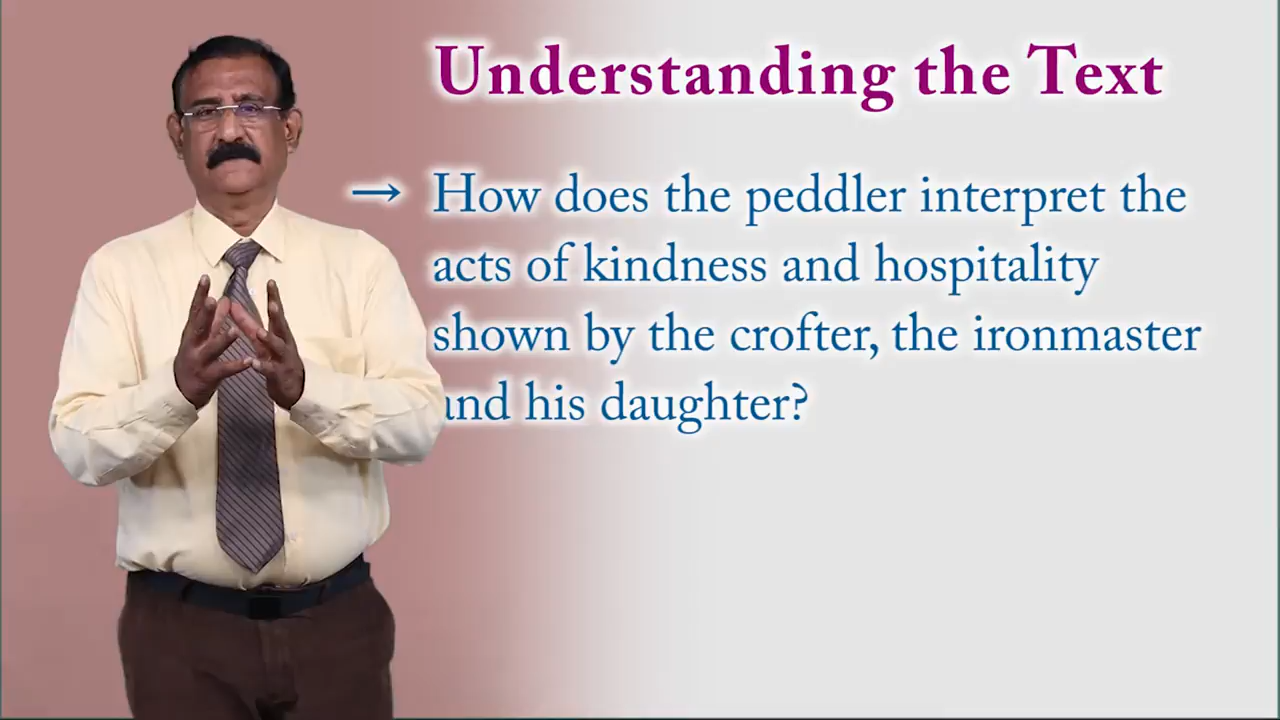 Understanding the Text
→ How does the peddler interpret the
acts of kindness and hospitality
shown by the crofter, the ironmaster
and his daughter?